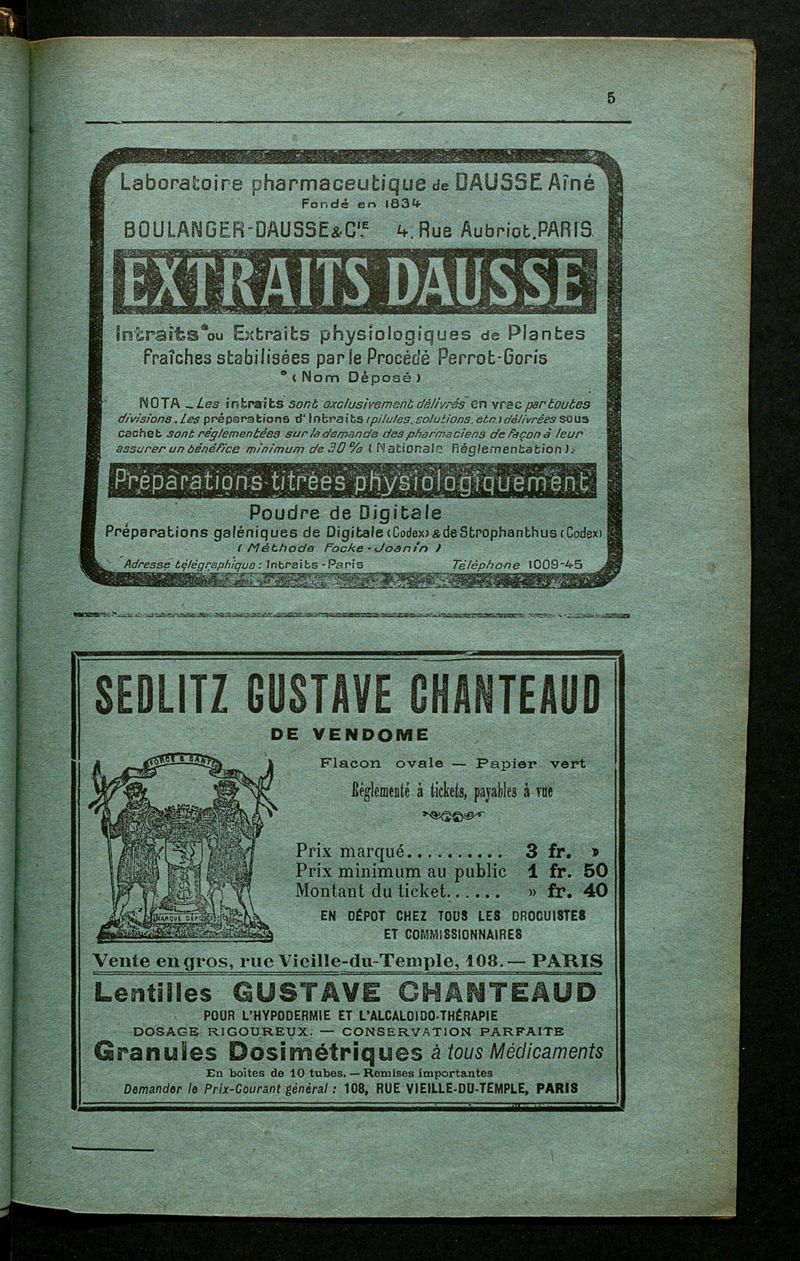 5
Laboratoire pharmaceutique de DAUSSE Aîné
Fondé en 1834
BOULANGER-DAUSSE & Cie 4, Rue Aubriot, PARIS
EXTRAITS DAUSSE
Intraits* ou Extraits physiologiques de Plantes
Fraîches stabilisées par le Procédé Perrot-Goris
* (Nom Déposé)
NOTA _ Les intraits sont exclusivement délivrés en vrac par toutes
divisions. Les préparations d'Intraits (pilules, solutions, etc.) délivrées sous
cachet sont réglementées sur la demande des pharmaciens de façon à leur
assurer un bénéfice minimum de 30 % (Nationale Réglementation).
Préparations titrées physiologiquement
Poudre de Digitale
Préparations galéniques de Digitale (Codex) & de Strophanthus (Codex)
(Méthode Focke-Joanin)
Adresse télégraphique : Intraits-Paris Téléphone 1009-45
SEDLITZ GUSTAVE CHANTEAUD
DE VENDOME
FORCE & SANTÉ
Flacon ovale — Papier vert
Réglementé à tickets, payables à vue
Prix marqué.......... 3 fr. »
Prix minimum au public 1 fr. 50
Montant du ticket...... » fr. 40
MARQUE DÉP
EN DÉPOT CHEZ TOUS LES DROGUISTES
ET COMMISSIONNAIRES
Vente en gros, rue Vieille-du-Temple, 108. — PARIS
Lentilles GUSTAVE CHANTEAUD
POUR L'HYPODERMIE ET L'ALCALOIDO-THÉRAPIE
DOSAGE RIGOUREUX. — CONSERVATION PARFAITE
Granules Dosimétriques à tous Médicaments
En boites de 10 tubes. — Remises importantes
Demander le Prix-Courant général : 108, RUE VIEILLE-DU-TEMPLE, PARIS